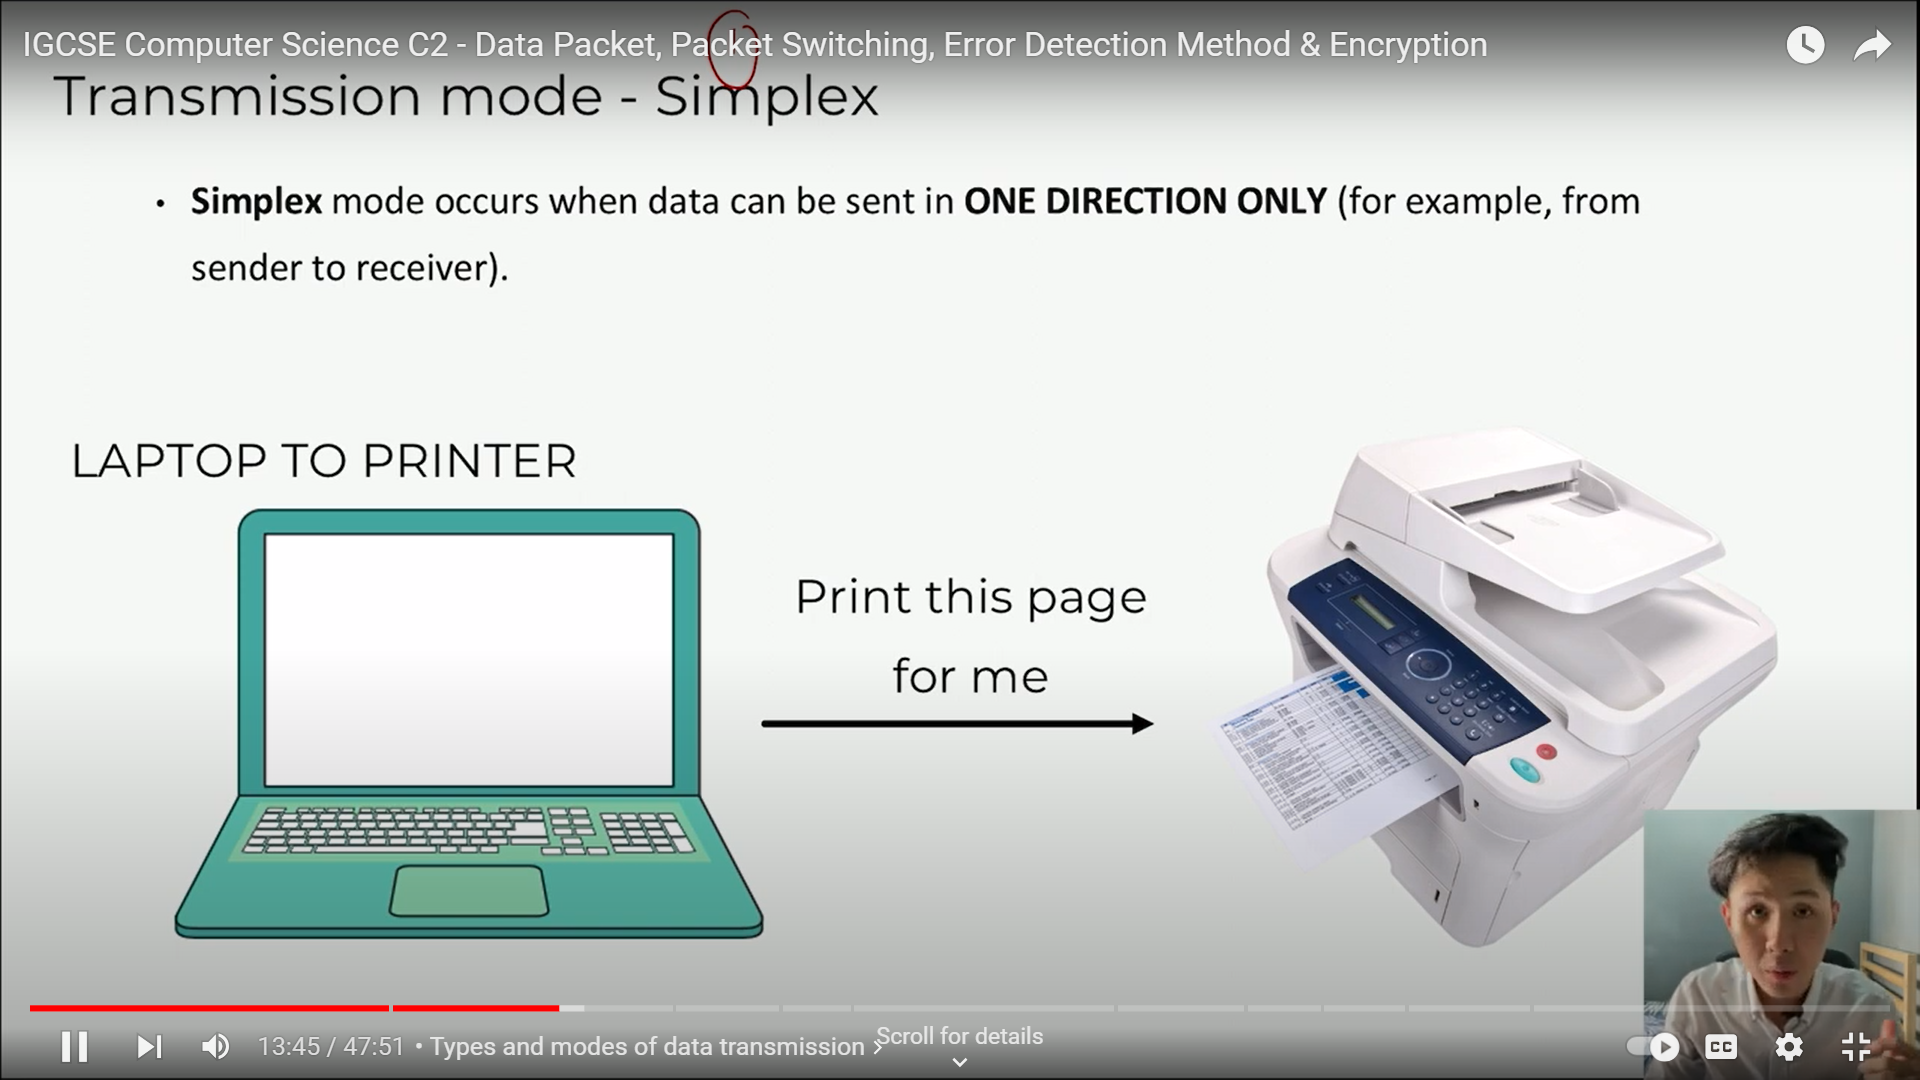 IGCSE Computer Science C2 - Data Packet, Packet Switching, Error Detection Method & Encryption
Transmission mode - Simplex
• Simplex mode occurs when data can be sent in ONE DIRECTION ONLY (for example, from
sender to receiver).
LAPTOP TO PRINTER
Print this page
for me
13:45 / 47:51 • Types and modes of data transmission
Scroll for details
CC